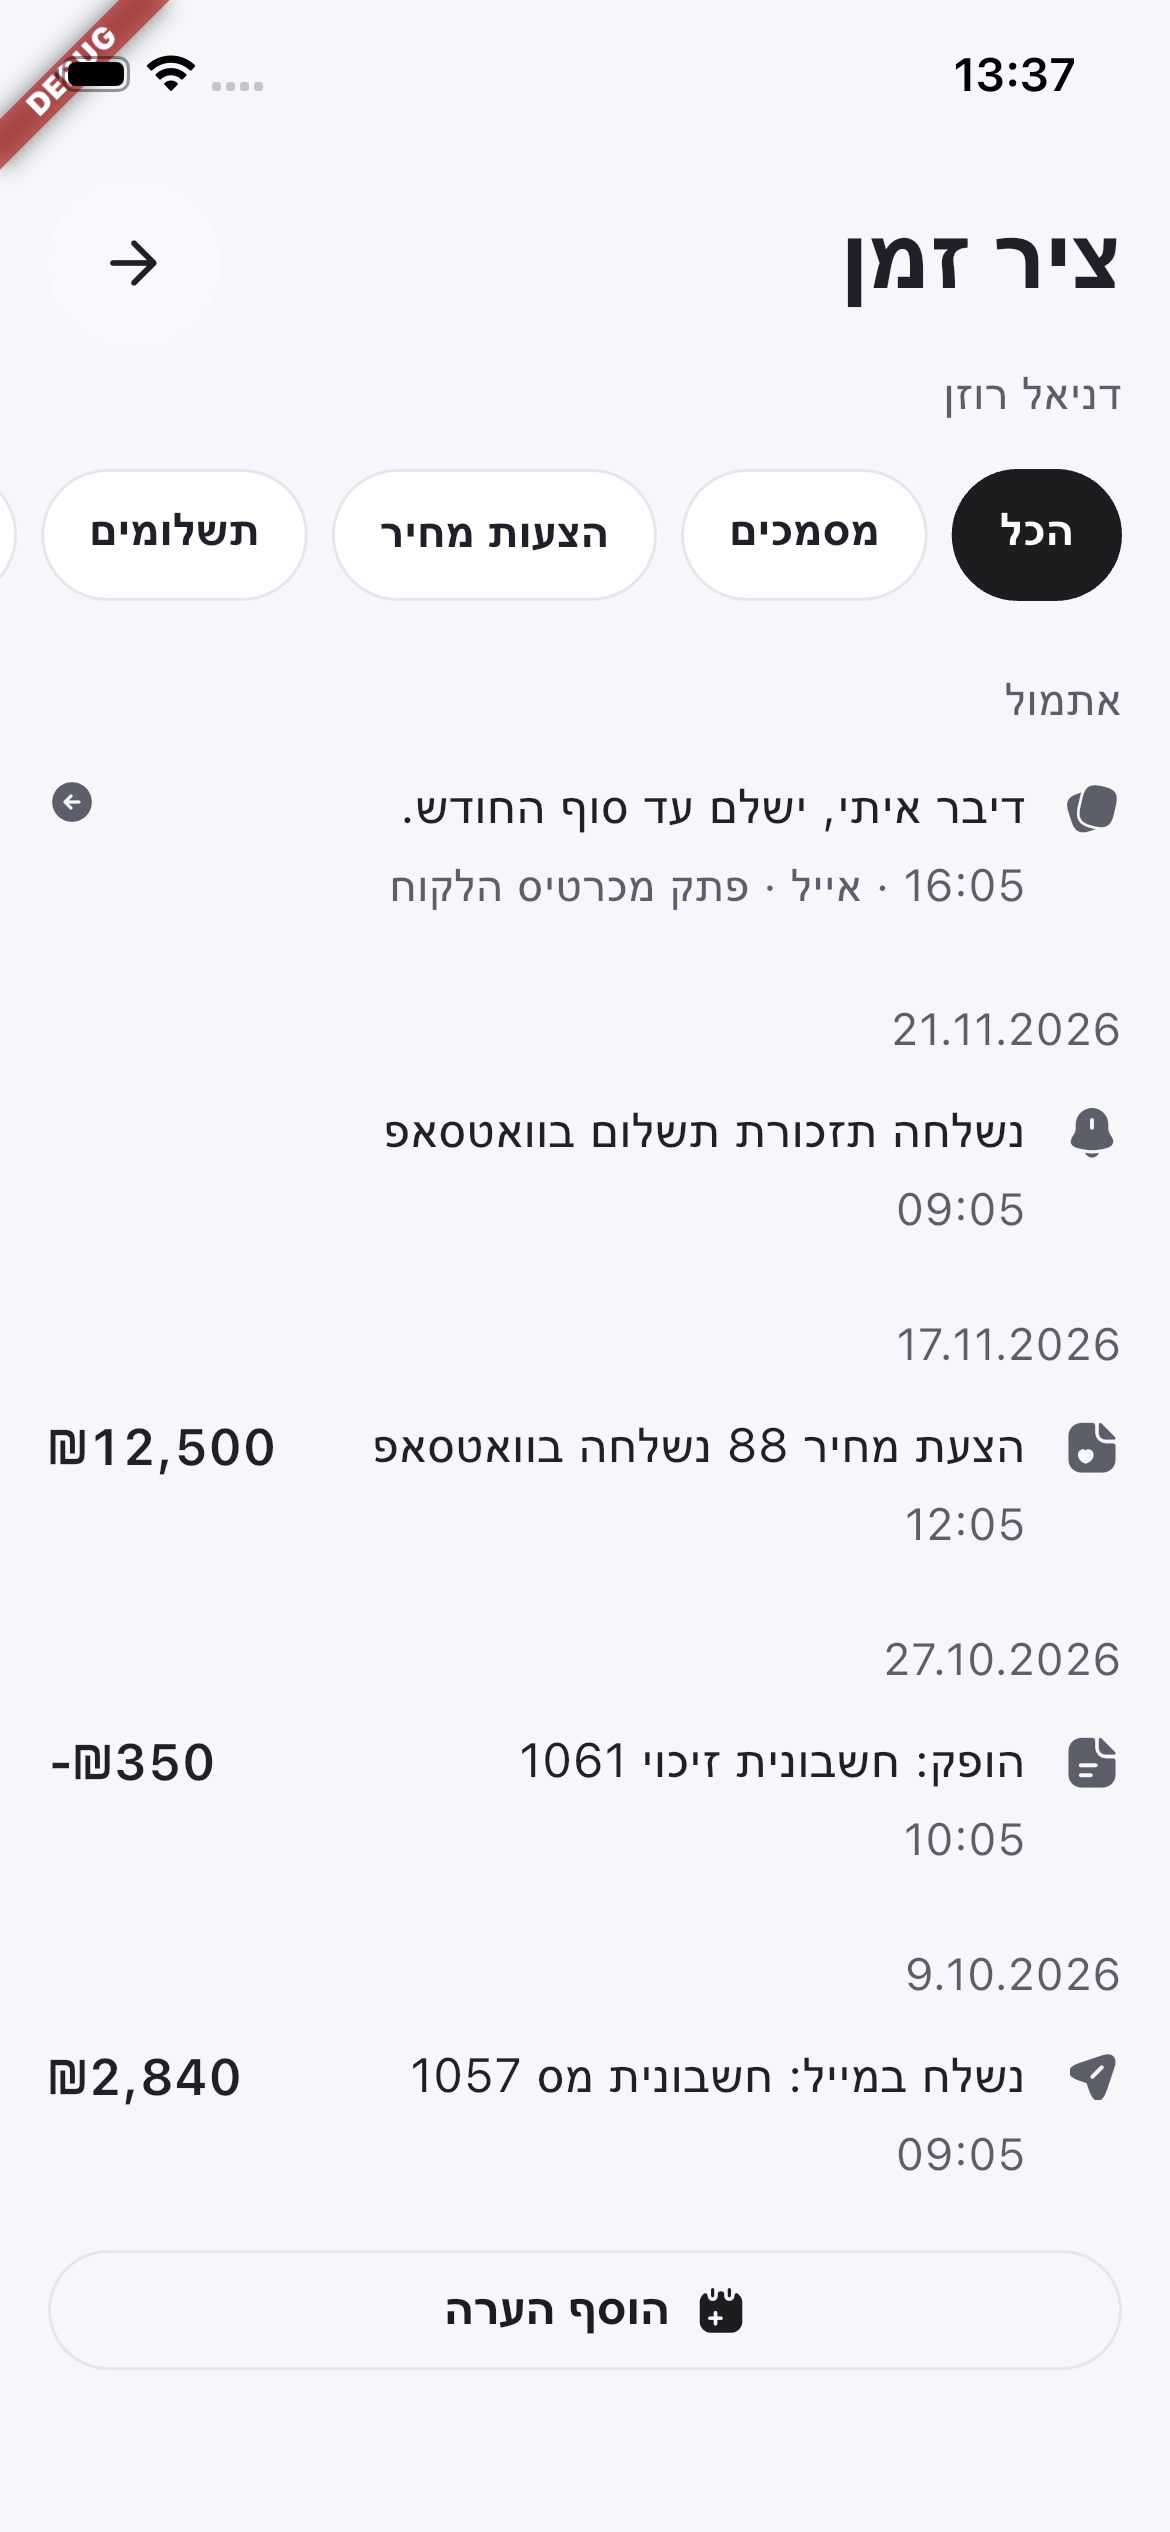 13:37
DEBUG
ציר זמן
דניאל רוזן
הכל
מסמכים
הצעות מחיר
תשלומים
אתמול
דיבר איתי, ישלם עד סוף החודש.
16:05 · אייל · פתק מכרטיס הלקוח
21.11.2026
נשלחה תזכורת תשלום בוואטסאפ
09:05
17.11.2026
הצעת מחיר 88 נשלחה בוואטסאפ
₪12,500
12:05
27.10.2026
הופק: חשבונית זיכוי 1061
-₪350
10:05
9.10.2026
נשלח במייל: חשבונית מס 1057
₪2,840
09:05
הוסף הערה